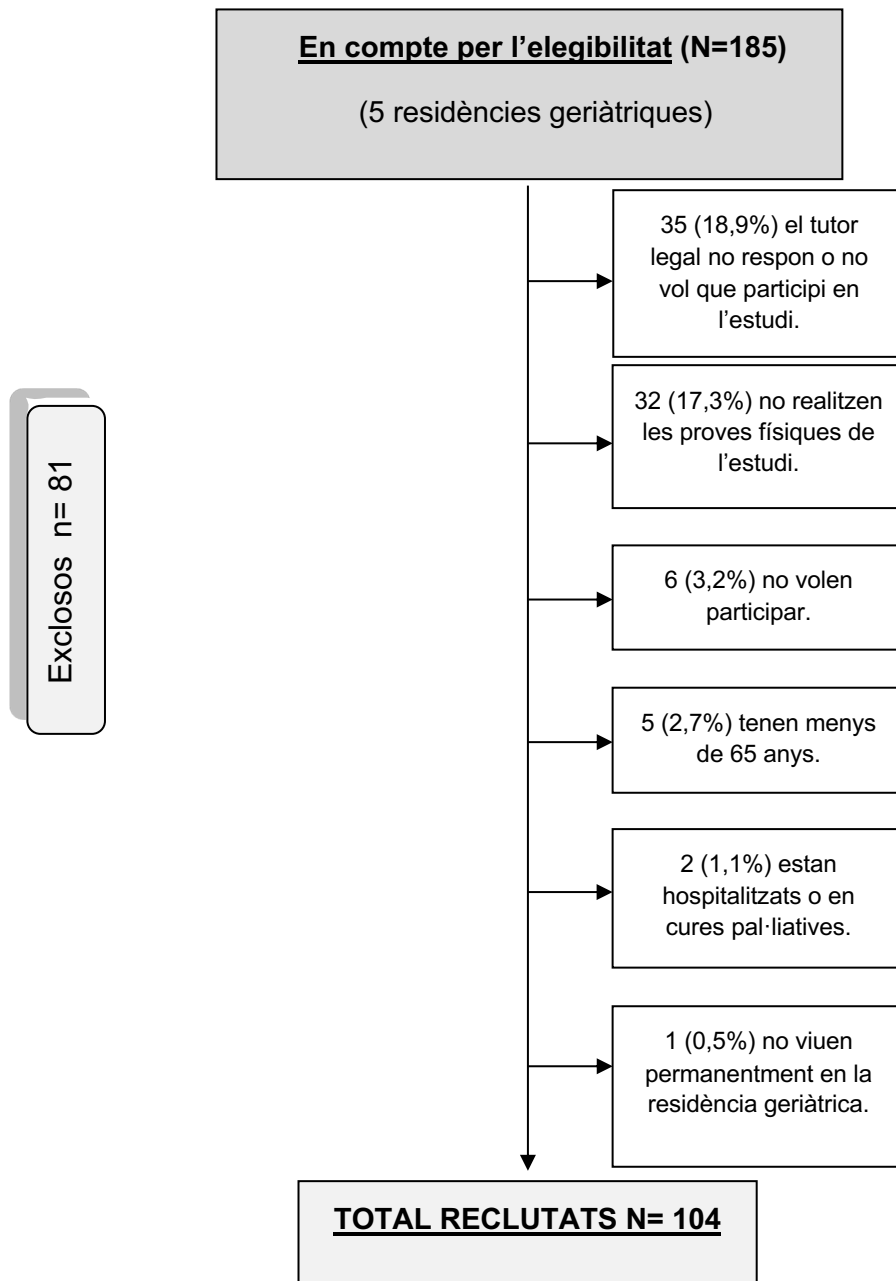 En compte per l’elegibilitat (N=185)
(5 residències geriàtriques)
35 (18,9%) el tutor
legal no respon o no
vol que participi en
l’estudi.
32 (17,3%) no realitzen
les proves físiques de
l’estudi.
Exclosos n= 81
6 (3,2%) no volen
participar.
5 (2,7%) tenen menys
de 65 anys.
2 (1,1%) estan
hospitalitzats o en
cures pal·liatives.
1 (0,5%) no viuen
permanentment en la
residència geriàtrica.
TOTAL RECLUTATS N= 104